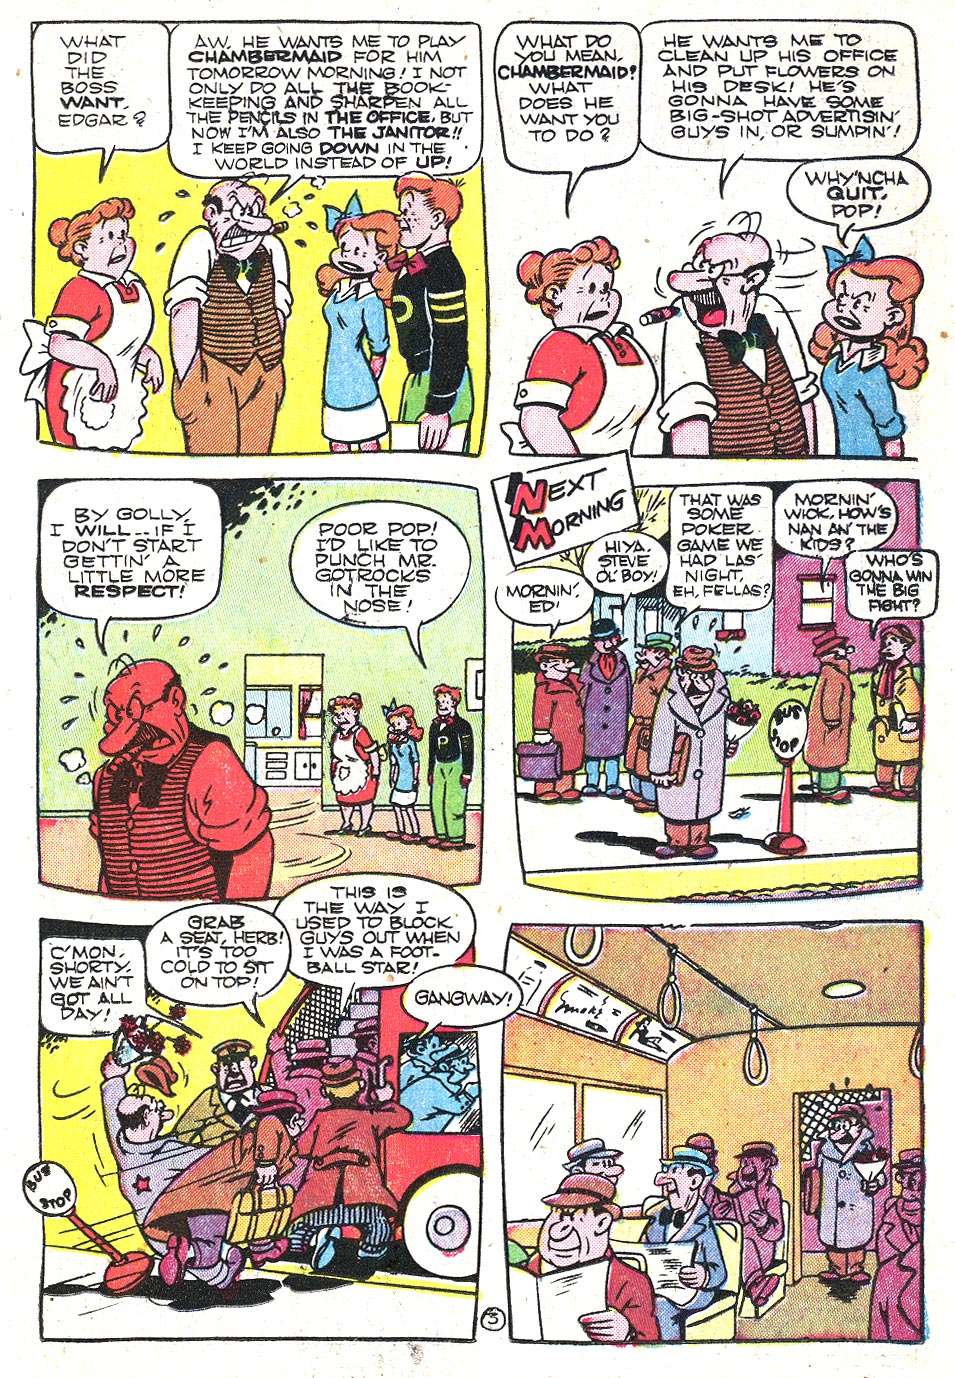 WHAT
DID
THE
BOSS
WANT,
EDGAR?
AW, HE WANTS ME TO PLAY
CHAMBERMAID FOR HIM
TOMORROW MORNING! I NOT
ONLY DO ALL THE BOOK-
KEEPING AND SHARPEN ALL
THE PENCILS IN THE OFFICE, BUT
NOW I'M ALSO THE JANITOR!!
I KEEP GOING DOWN IN THE
WORLD INSTEAD OF UP!
P
WHAT DO
YOU MEAN,
CHAMBERMAID?
WHAT
DOES HE
WANT YOU
TO DO?
HE WANTS ME TO
CLEAN UP HIS OFFICE
AND PUT FLOWERS ON
HIS DESK! HE'S
GONNA HAVE SOME
BIG-SHOT ADVERTISIN'
GUYS IN, OR SUMPIN'!
WHY'NCHA
QUIT,
POP!
BY GOLLY,
I WILL -- IF I
DON'T START
GETTIN' A
LITTLE MORE
RESPECT!
POOR POP!
I'D LIKE TO
PUNCH MR.
GOTROCKS
IN THE
NOSE!
P
NEXT
MORNING
MORNIN',
ED!
HIYA,
STEVE
OL' BOY!
THAT WAS
SOME
POKER
GAME WE
HAD LAS'
NIGHT,
EH, FELLAS?
MORNIN'
WICK, HOW'S
NAN AN' THE
KIDS?
WHO'S
GONNA WIN
THE BIG
FIGHT?
BUS
STOP
C'MON,
SHORTY,
WE AIN'T
GOT ALL
DAY!
GRAB
A SEAT, HERB!
IT'S TOO
COLD TO SIT
ON TOP!
THIS IS
THE WAY I
USED TO BLOCK
GUYS OUT WHEN
I WAS A FOOT-
BALL STAR!
GANGWAY!
BUS
STOP
3